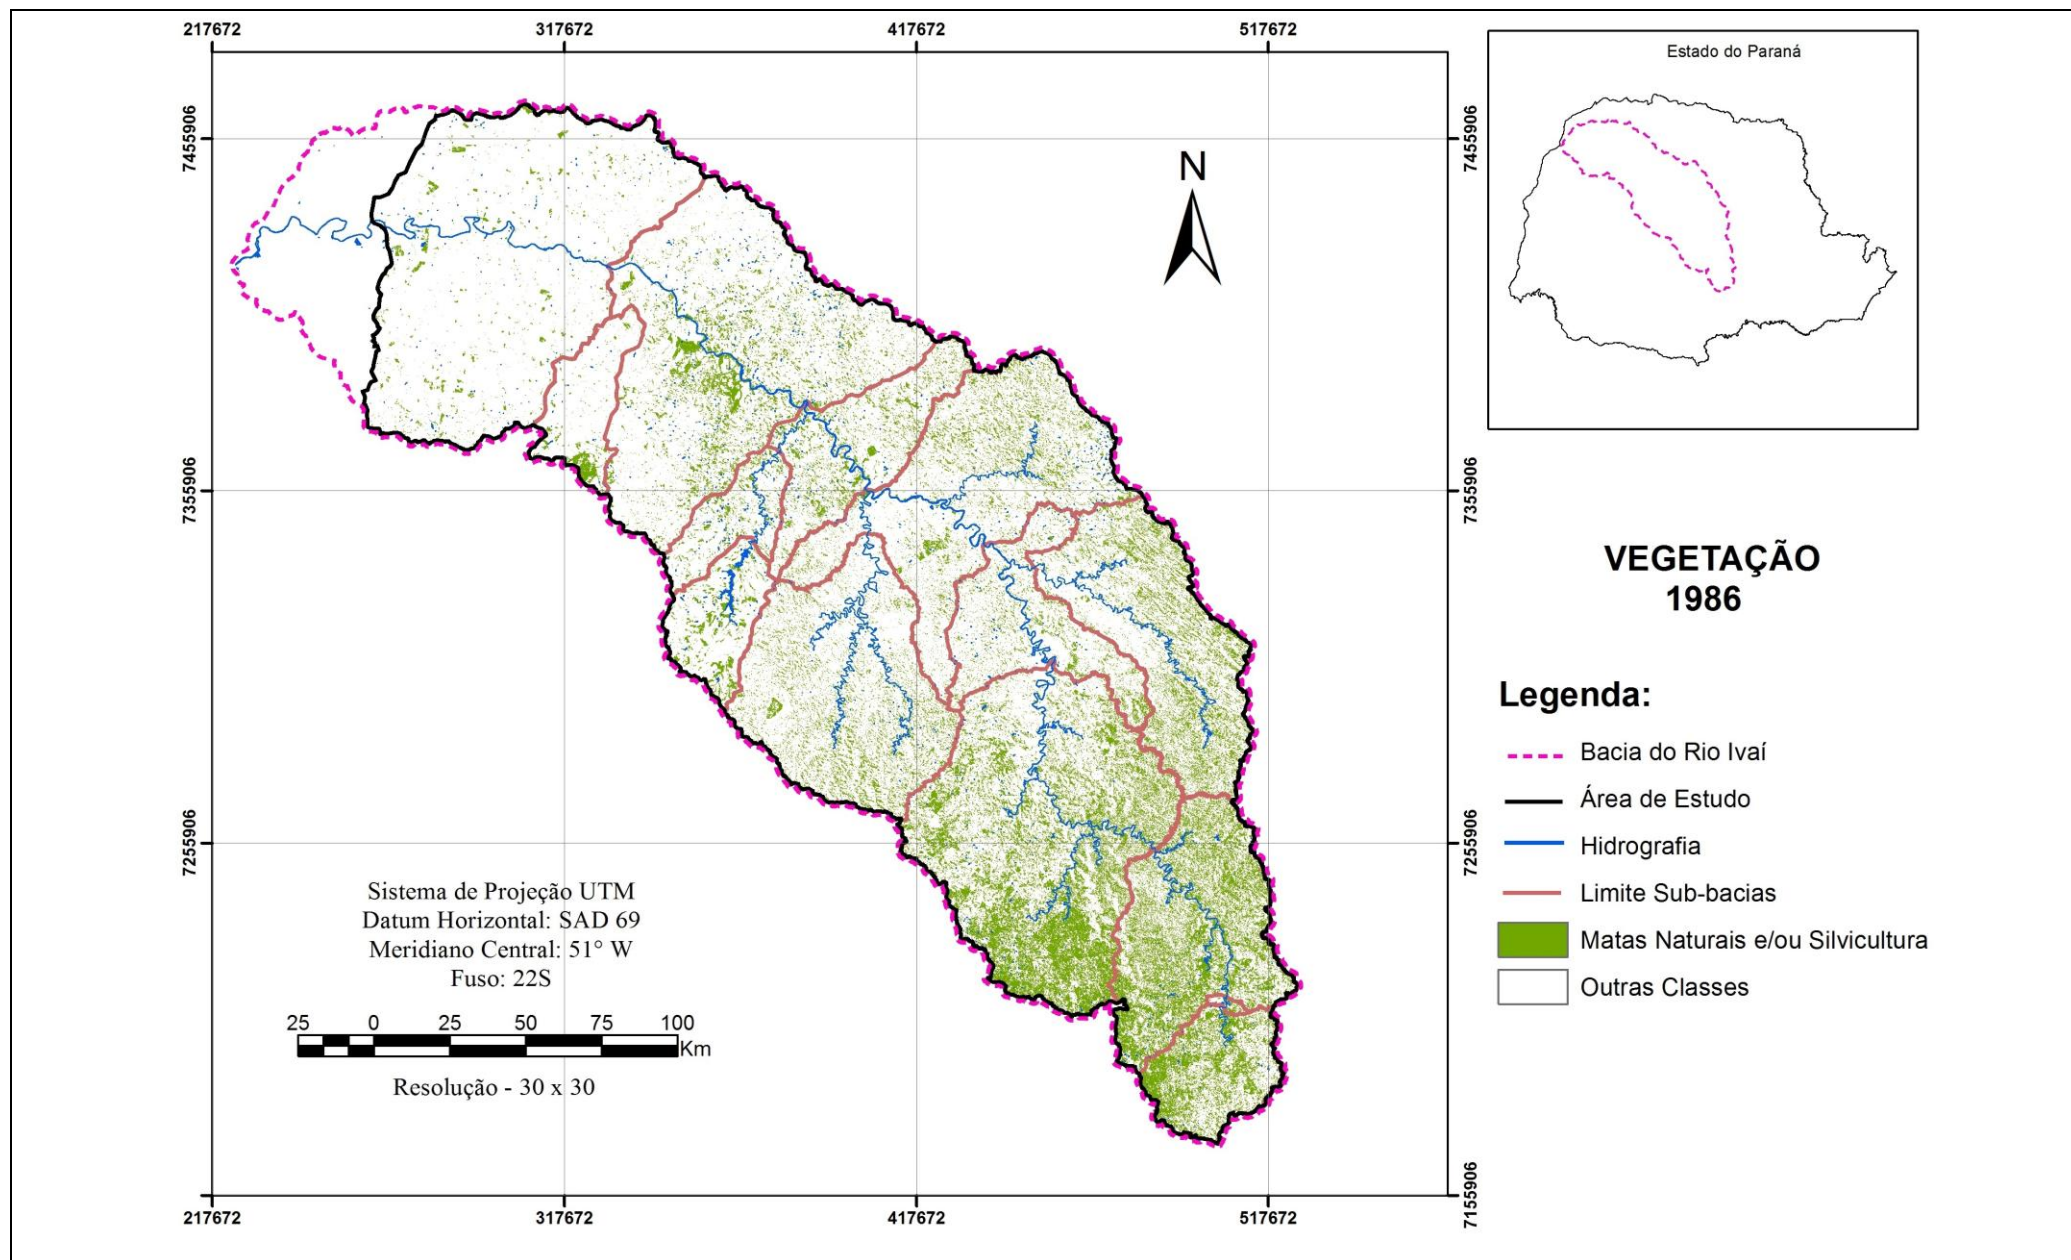 217672
317672
417672
517672
Estado do Paraná
7455906
7455906
N
7355906
7355906
VEGETAÇÃO
1986
Legenda:
Bacia do Rio Ivaí
Área de Estudo
Hidrografia
Limite Sub-bacias
Matas Naturais e/ou Silvicultura
Outras Classes
7255906
7255906
Sistema de Projeção UTM
Datum Horizontal: SAD 69
Meridiano Central: 51° W
Fuso: 22S
25 0 25 50 75 100
Km
Resolução - 30 x 30
7155906
217672
317672
417672
517672